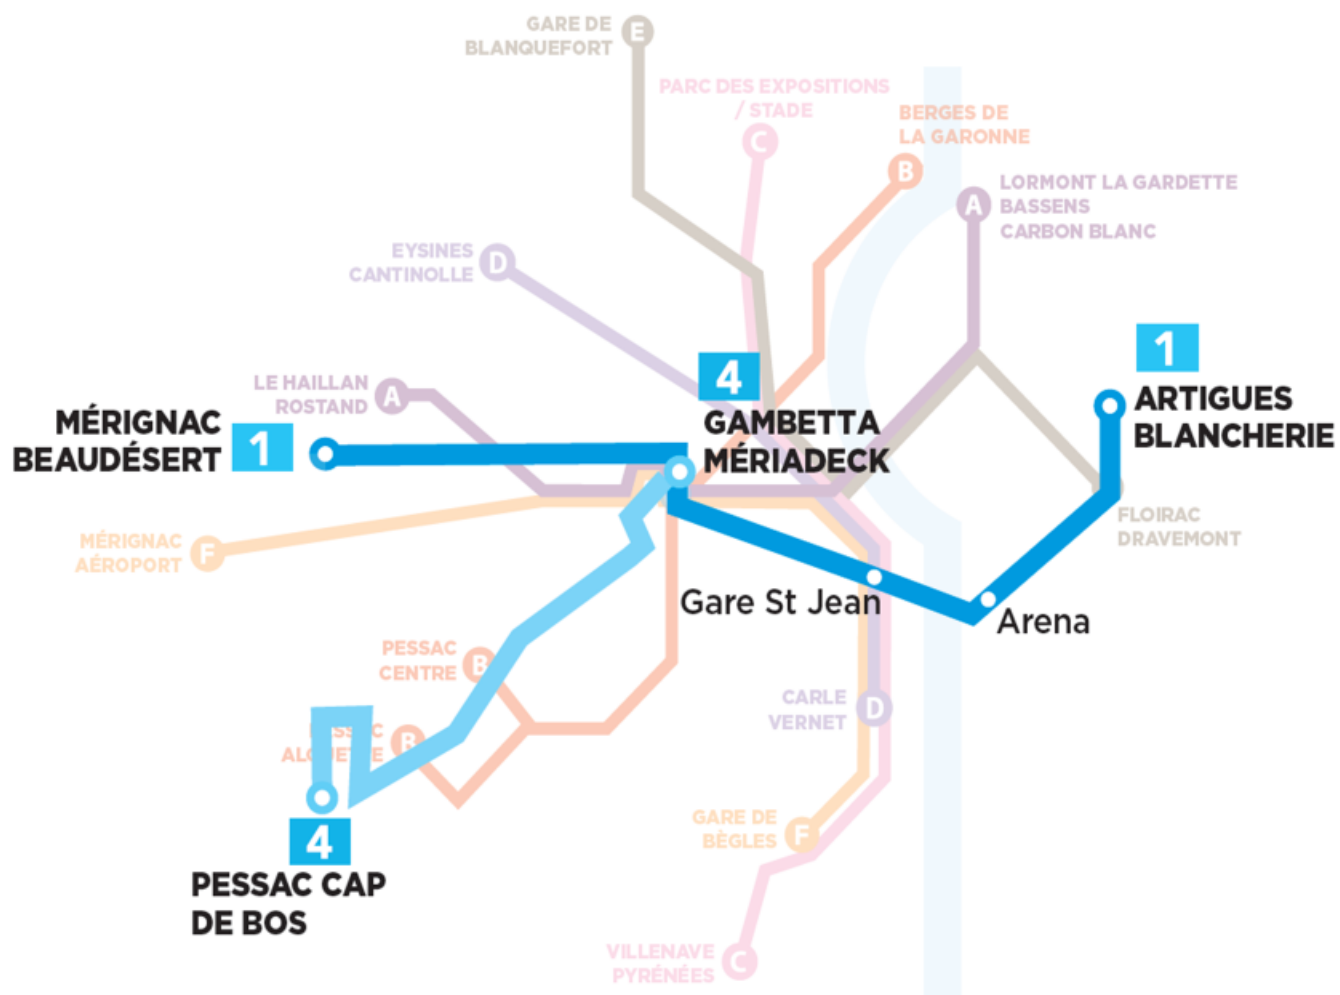 GARE DE
BLANQUEFORT
E
PARC DES EXPOSITIONS
/ STADE
C
BERGES DE
LA GARONNE
B
LORMONT LA GARDETTE
BASSENS
CARBON BLANC
A
EYSINES
CANTINOLLE
D
1
ARTIGUES
BLANCHERIE
4
GAMBETTA
MÉRIADECK
LE HAILLAN
ROSTAND
A
MÉRIGNAC
BEAUDÉSERT
1
FLOIRAC
DRAVEMONT
MÉRIGNAC
AÉROPORT
F
Gare St Jean
Arena
PESSAC
CENTRE
B
CARLE
VERNET
D
PESSAC
ALOUETTE
B
4
PESSAC CAP
DE BOS
GARE DE
BÈGLES
F
VILLENAVE
PYRÉNÉES
C